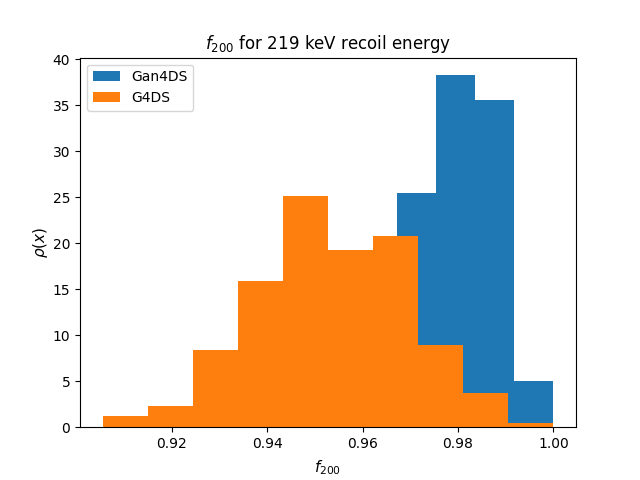 f₂₀₀ for 219 keV recoil energy
Gan4DS
G4DS
40
35
30
25
20
15
10
5
0
ρ(x)
0.92 0.94 0.96 0.98 1.00
f₂₀₀